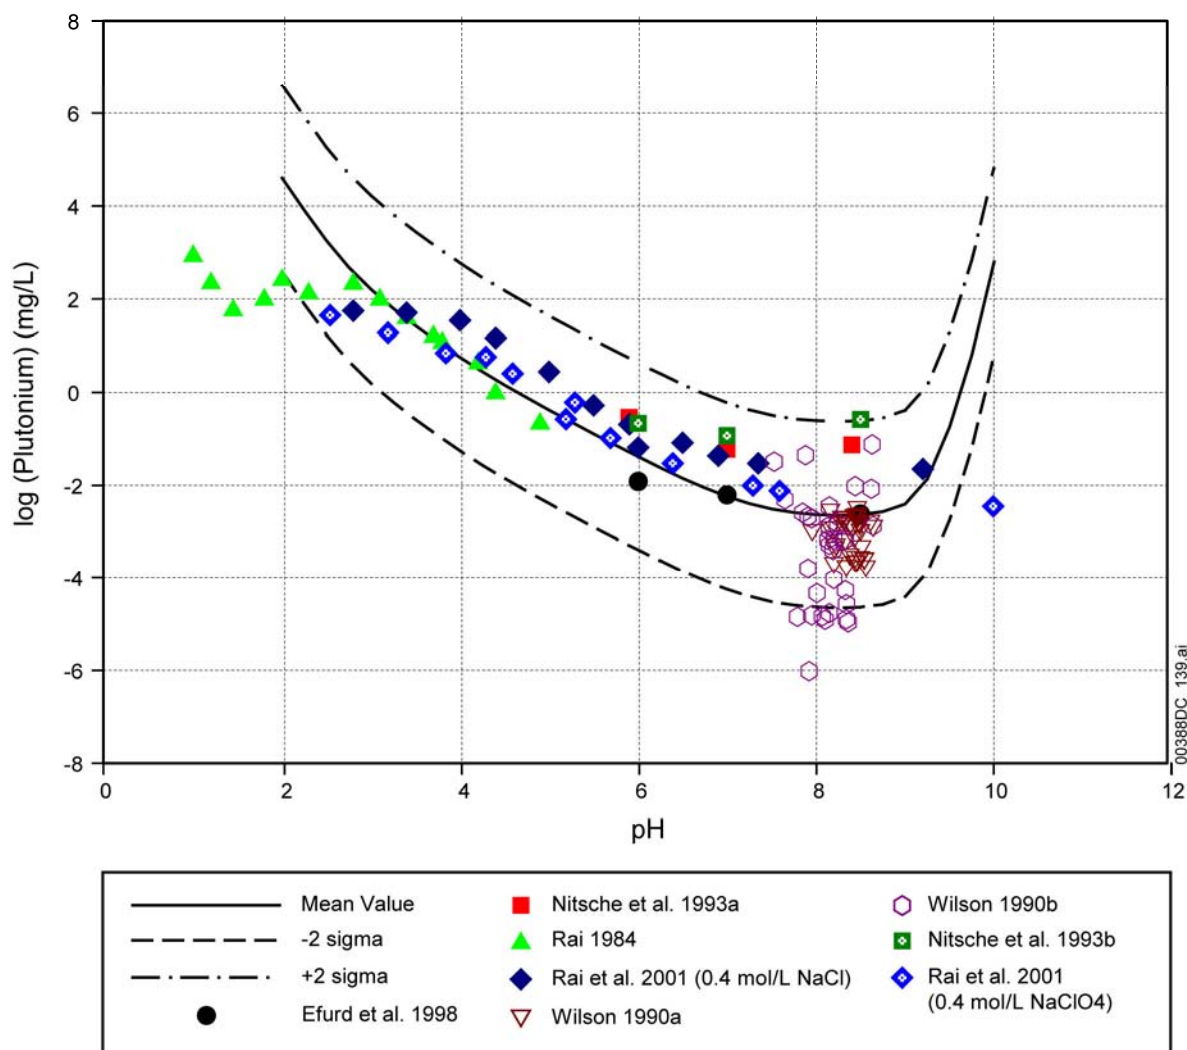 8
6
4
2
0
-2
-4
-6
-8
log (Plutonium) (mg/L)
0 2 4 6 8 10 12
pH
00388DC_139.ai
Mean Value
-2 sigma
+2 sigma
Efurd et al. 1998
Nitsche et al. 1993a
Rai 1984
Rai et al. 2001 (0.4 mol/L NaCl)
Wilson 1990a
Wilson 1990b
Nitsche et al. 1993b
Rai et al. 2001
(0.4 mol/L NaClO4)